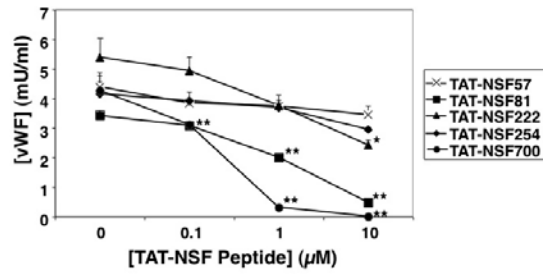 7
6
5
4
3
2
1
0
[vWF] (mU/ml)
**
**
**
*
**
**
0 0.1 1 10
[TAT-NSF Peptide] (µM)
TAT-NSF57
TAT-NSF81
TAT-NSF222
TAT-NSF254
TAT-NSF700